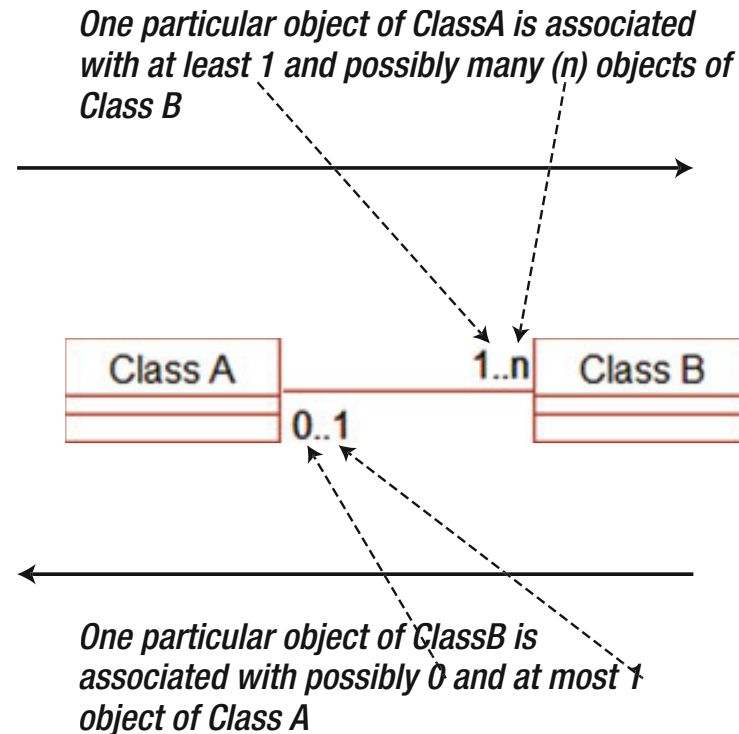 One particular object of ClassA is associated
with at least 1 and possibly many (n) objects of
Class B
1..n
Class A
Class B
0..1
One particular object of ClassB is
associated with possibly 0 and at most 1
object of Class A